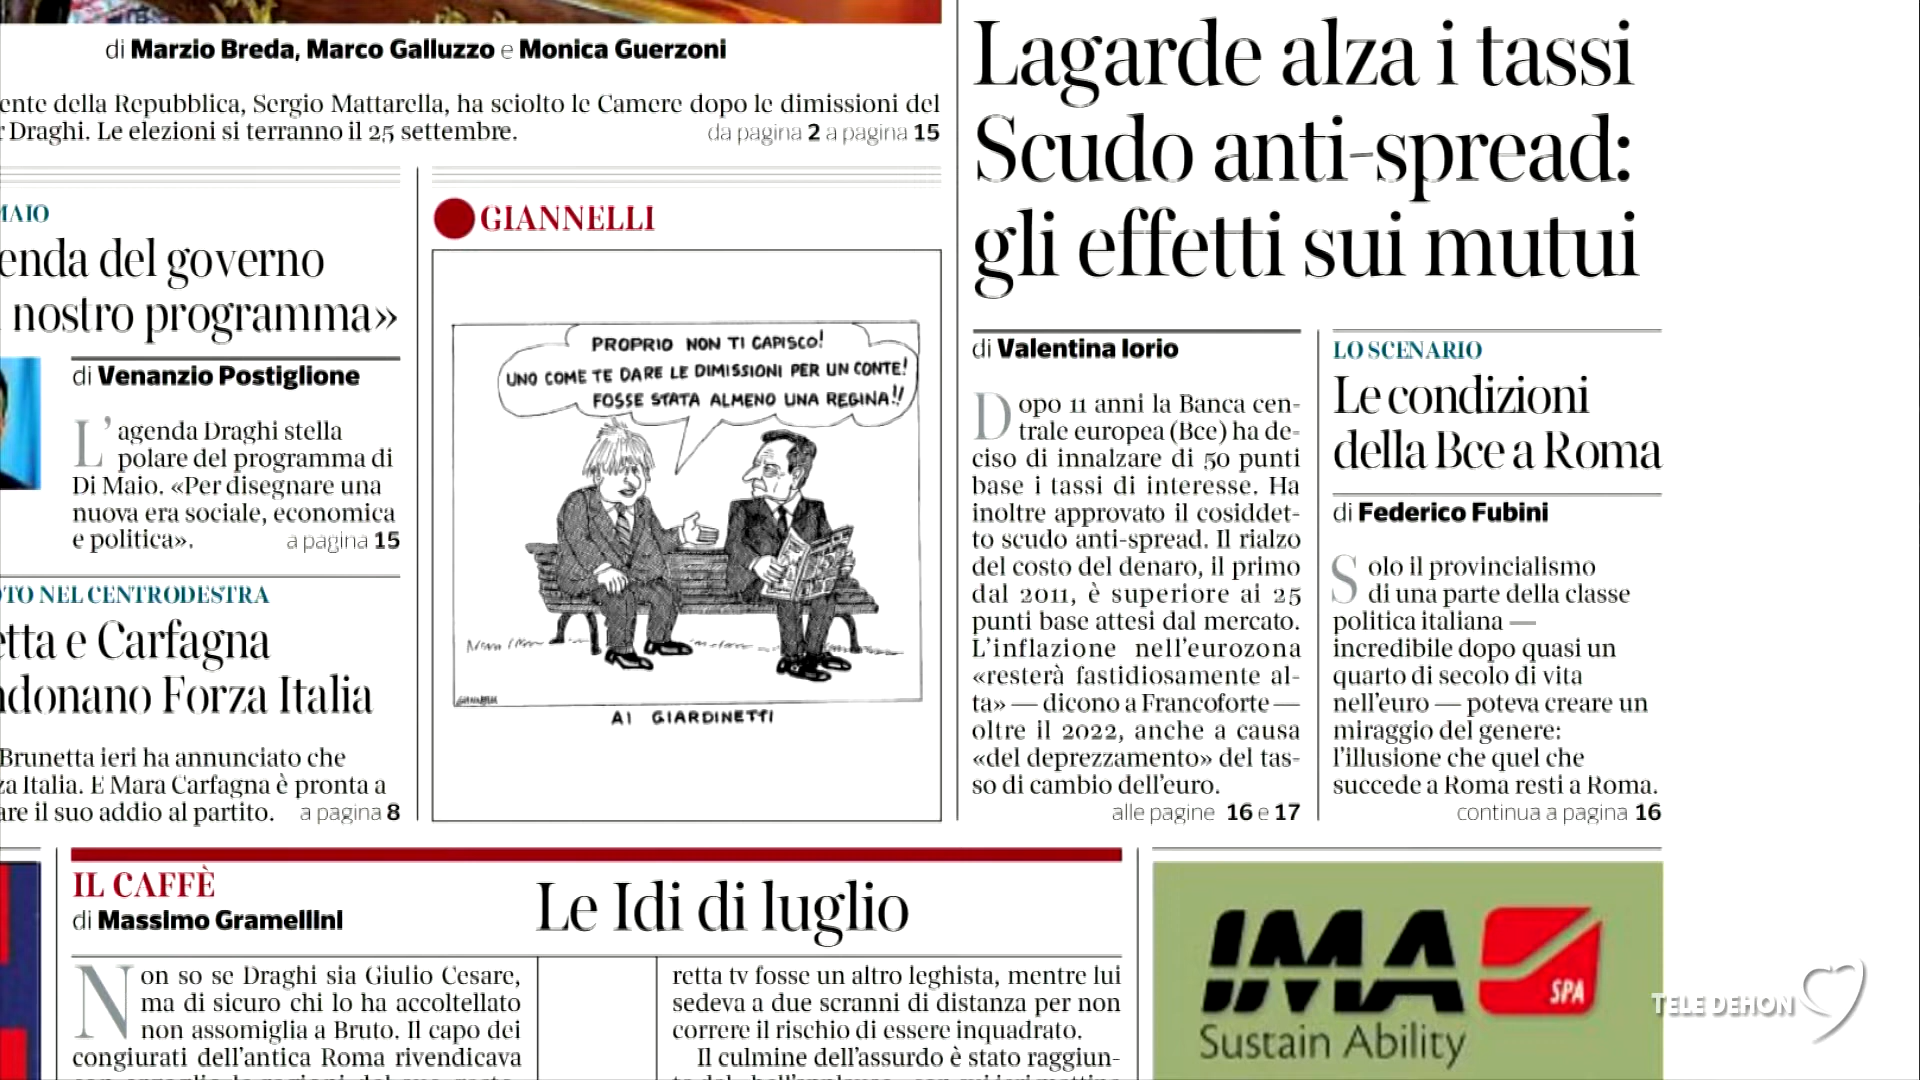 di Marzio Breda, Marco Galluzzo e Monica Guerzoni
ente della Repubblica, Sergio Mattarella, ha sciolto le Camere dopo le dimissioni del
r Draghi. Le elezioni si terranno il 25 settembre.
da pagina 2 a pagina 15
MAIO
enda del governo
nostro programma»
di Venanzio Postiglione
L'agenda Draghi stella
polare del programma di
Di Maio. «Per disegnare una
nuova era sociale, economica
e politica».
a pagina 15
OTO NEL CENTRODESTRA
etta e Carfagna
donano Forza Italia
Brunetta ieri ha annunciato che
za Italia. E Mara Carfagna è pronta a
are il suo addio al partito.
a pagina 8
GIANNELLI
PROPRIO NON TI CAPISCO!
UNO COME TE DARE LE DIMISSIONI PER UN CONTE!
FOSSE STATA ALMENO UNA REGINA!!
GIANNELLI
AI GIARDINETTI
Lagarde alza i tassi
Scudo anti-spread:
gli effetti sui mutui
di Valentina Iorio
Dopo 11 anni la Banca cen-
trale europea (Bce) ha de-
ciso di innalzare di 50 punti
base i tassi di interesse. Ha
inoltre approvato il cosiddet-
to scudo anti-spread. Il rialzo
del costo del denaro, il primo
dal 2011, è superiore ai 25
punti base attesi dal mercato.
L'inflazione nell'eurozona
«resterà fastidiosamente al-
ta» — dicono a Francoforte —
oltre il 2022, anche a causa
«del deprezzamento» del tas-
so di cambio dell'euro.
alle pagine 16 e 17
LO SCENARIO
Le condizioni
della Bce a Roma
di Federico Fubini
Solo il provincialismo
di una parte della classe
politica italiana —
incredibile dopo quasi un
quarto di secolo di vita
nell'euro — poteva creare un
miraggio del genere:
l'illusione che quel che
succede a Roma resti a Roma.
continua a pagina 16
IL CAFFÈ
di Massimo Gramellini
Le Idi di luglio
Non so se Draghi sia Giulio Cesare,
ma di sicuro chi lo ha accoltellato
non assomiglia a Bruto. Il capo dei
congiurati dell'antica Roma rivendicava
retta tv fosse un altro leghista, mentre lui
sedeva a due scranni di distanza per non
correre il rischio di essere inquadrato.
Il culmine dell'assurdo è stato raggiun-
IMA
SPA
Sustain Ability
TELE DEHON